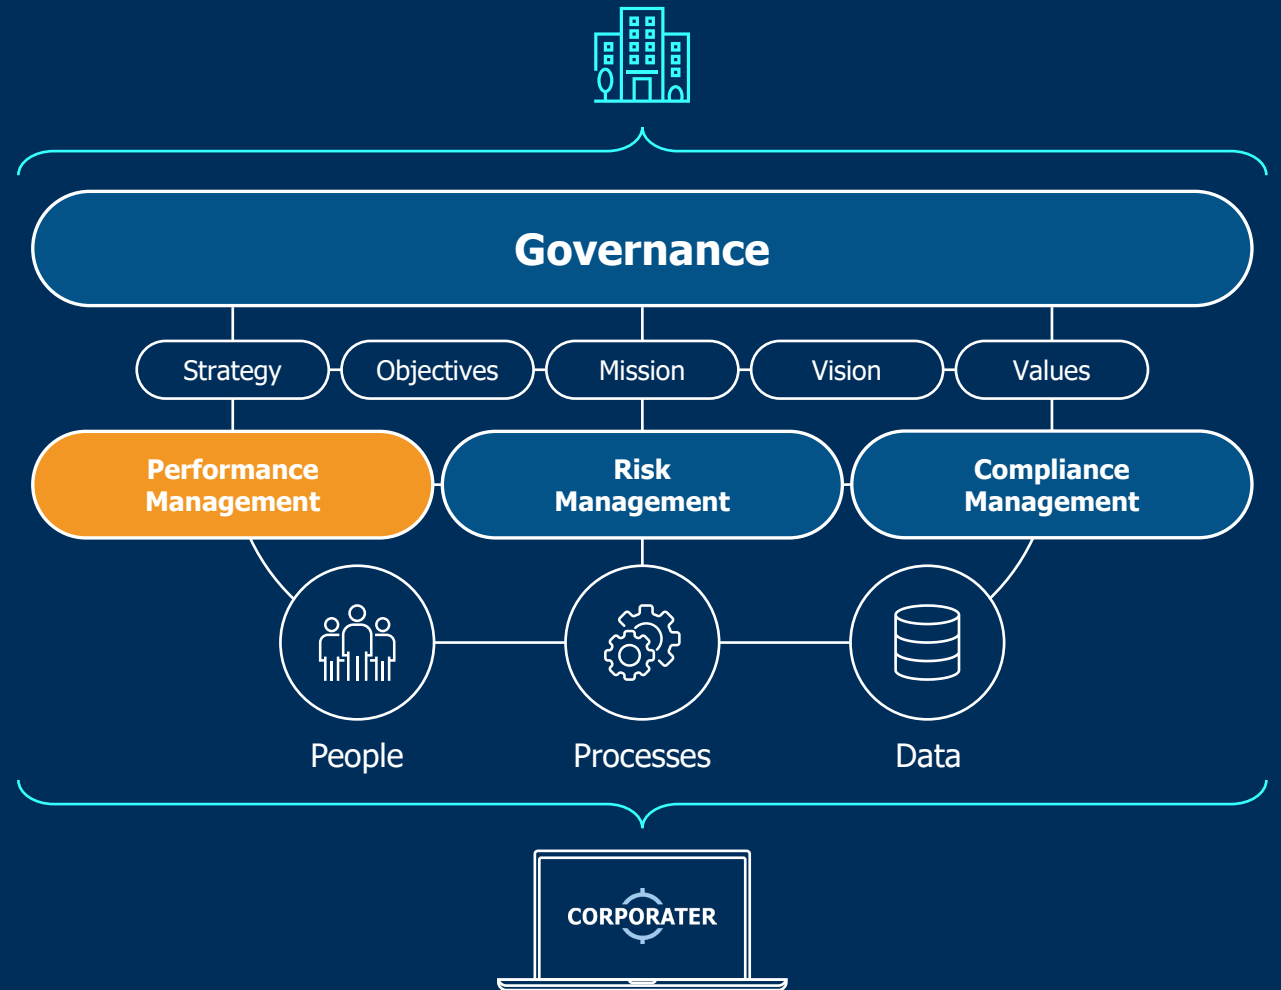 Governance
Strategy
Objectives
Mission
Vision
Values
Performance
Management
Risk
Management
Compliance
Management
People
Processes
Data
CORPORATER